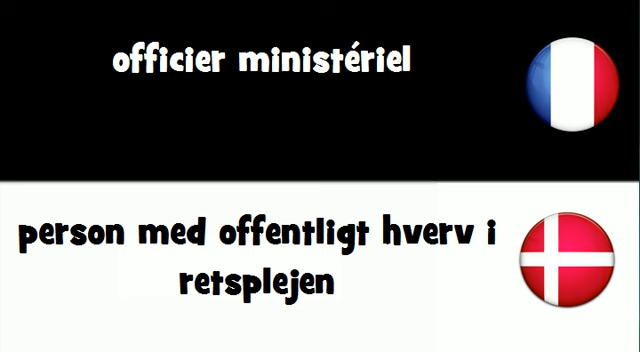 officier ministériel
person med offentligt hverv i
retsplejen